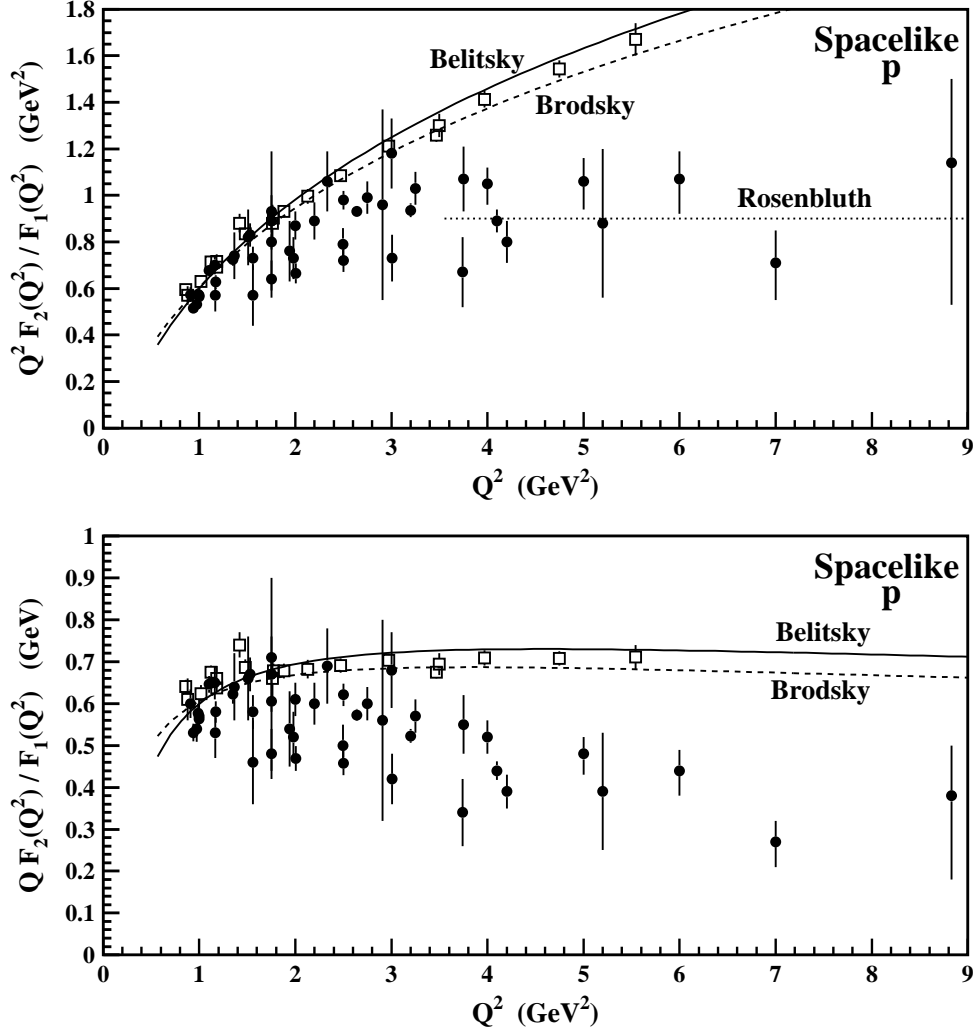 Q² F₂(Q²) / F₁(Q²) (GeV²)
1.8
1.6
1.4
1.2
1
0.8
0.6
0.4
0.2
0
Belitsky
Brodsky
Spacelike
p
Rosenbluth
0 1 2 3 4 5 6 7 8 9
Q² (GeV²)
Q F₂(Q²) / F₁(Q²) (GeV)
1
0.9
0.8
0.7
0.6
0.5
0.4
0.3
0.2
0.1
0
Spacelike
p
Belitsky
Brodsky
0 1 2 3 4 5 6 7 8 9
Q² (GeV²)